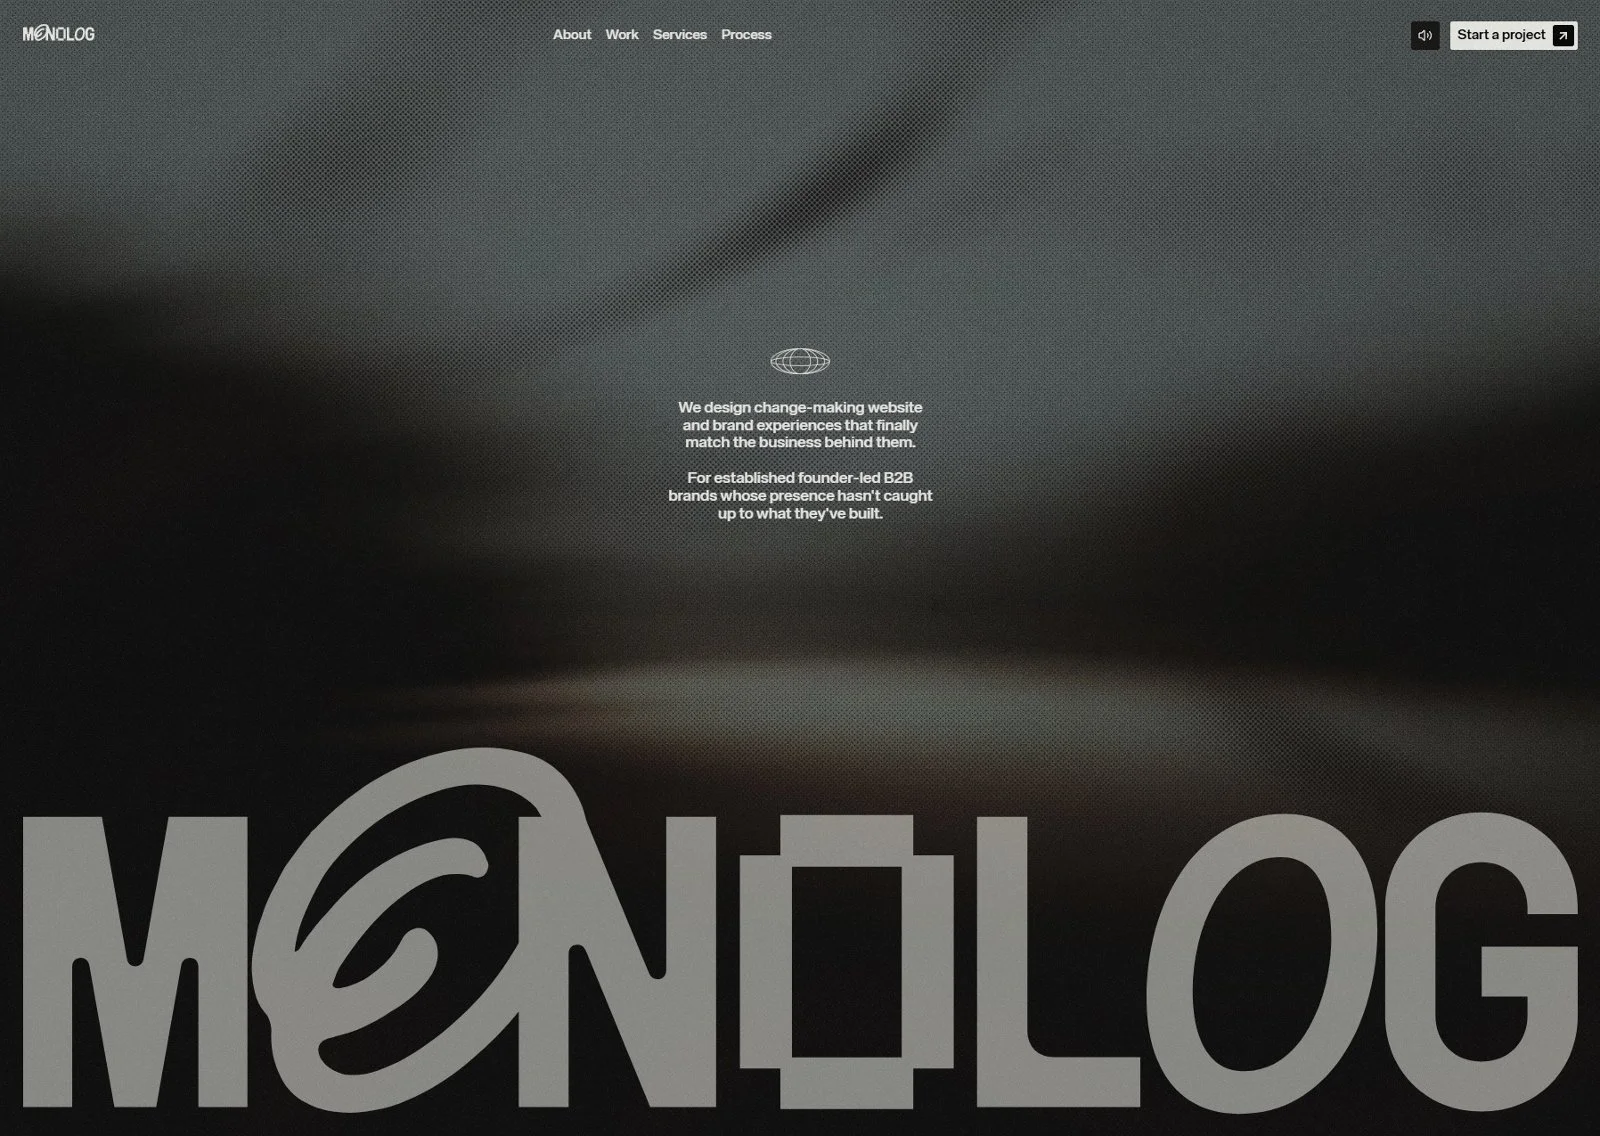 MONOLOG
About Work Services Process
Start a project
We design change-making website
and brand experiences that finally
match the business behind them.
For established founder-led B2B
brands whose presence hasn't caught
up to what they've built.
MONOLOG